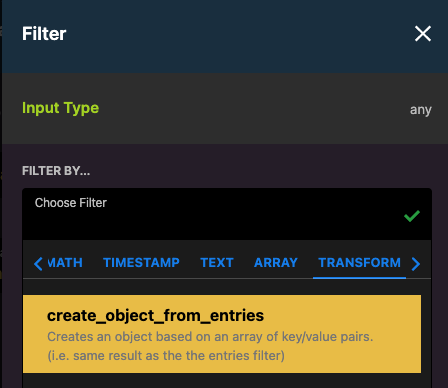 Filter
Input Type
any
FILTER BY...
Choose Filter
MATH TIMESTAMP TEXT ARRAY TRANSFORM
create_object_from_entries
Creates an object based on an array of key/value pairs.
(i.e. same result as the the entries filter)